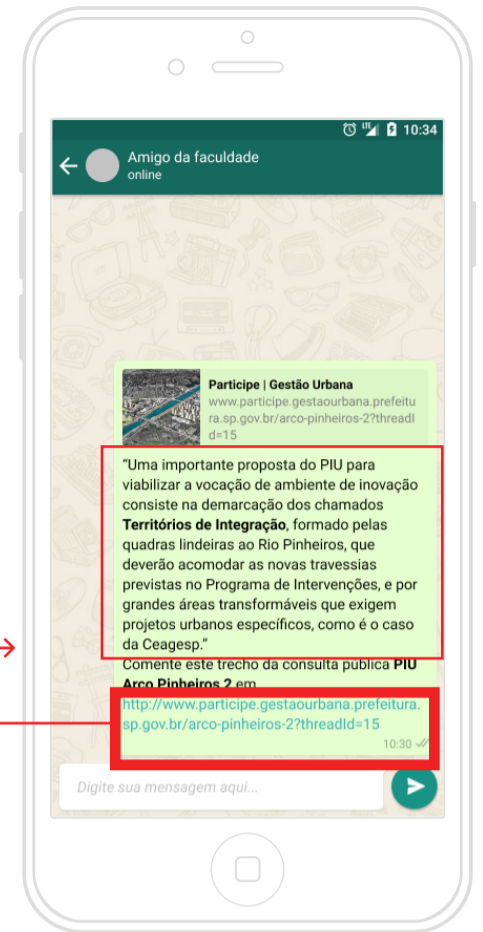 LTE 10:34
Amigo da faculdade
online
Participe | Gestão Urbana
www.participe.gestaourbana.prefeitu
ra.sp.gov.br/arco-pinheiros-2?threadI
d=15
“Uma importante proposta do PIU para
viabilizar a vocação de ambiente de inovação
consiste na demarcação dos chamados
Territórios de Integração, formado pelas
quadras lindeiras ao Rio Pinheiros, que
deverão acomodar as novas travessias
previstas no Programa de Intervenções, e por
grandes áreas transformáveis que exigem
projetos urbanos específicos, como é o caso
da Ceagesp.”
Comente este trecho da consulta pública PIU
Arco Pinheiros 2 em
http://www.participe.gestaourbana.prefeitura.
sp.gov.br/arco-pinheiros-2?threadId=15
10:30
Digite sua mensagem aqui...